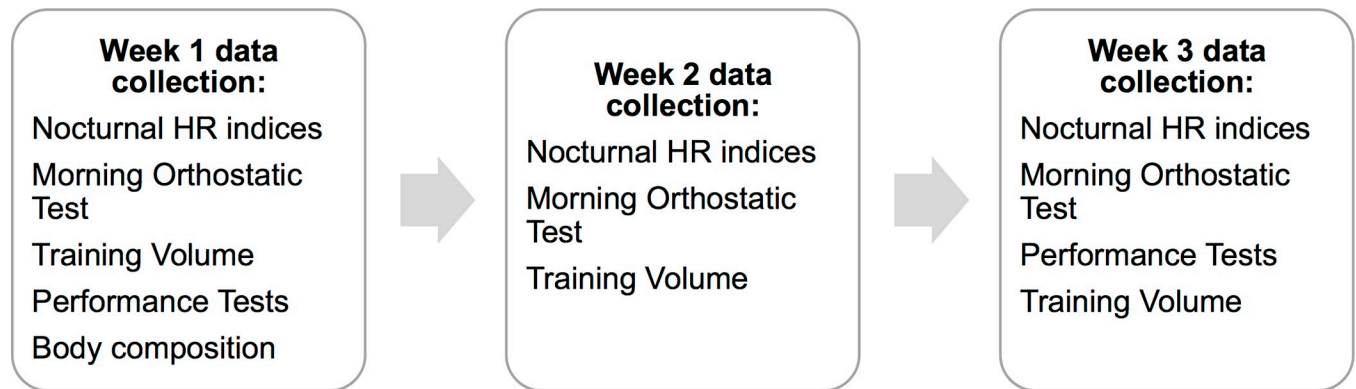 Week 1 data
collection:
Nocturnal HR indices
Morning Orthostatic
Test
Training Volume
Performance Tests
Body composition
Week 2 data
collection:
Nocturnal HR indices
Morning Orthostatic
Test
Training Volume
Week 3 data
collection:
Nocturnal HR indices
Morning Orthostatic
Test
Performance Tests
Training Volume